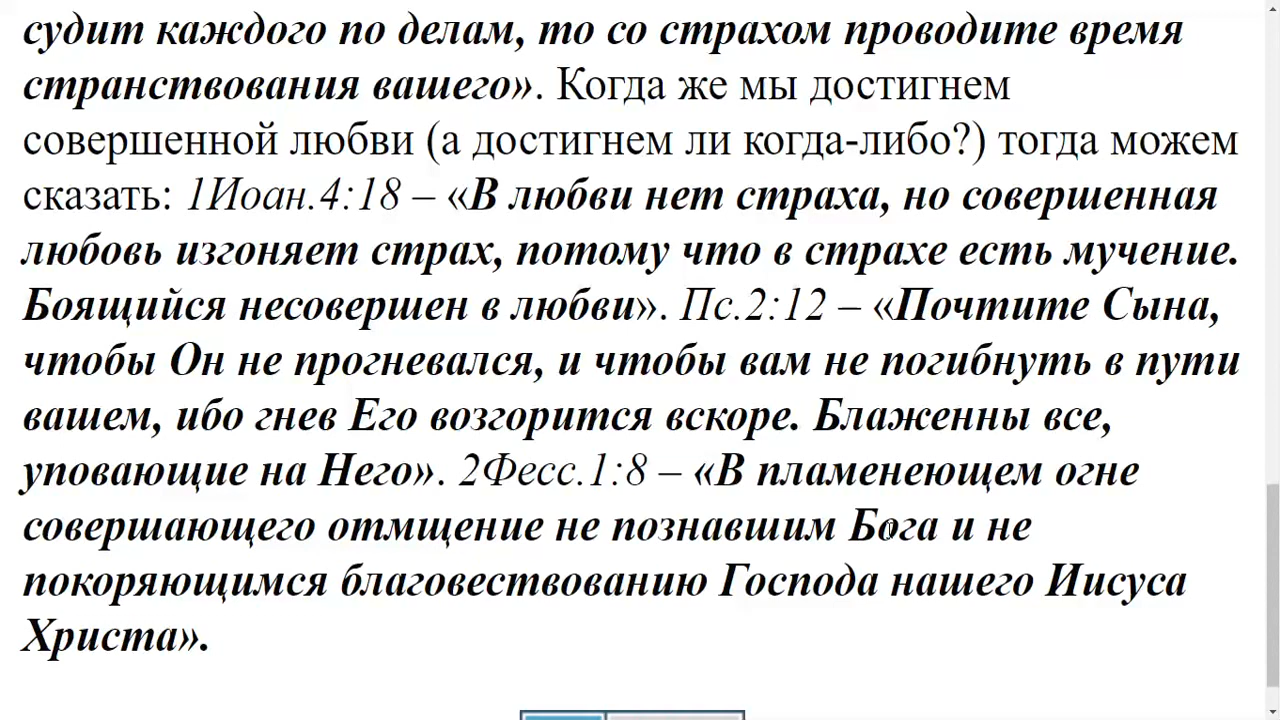 судит каждого по делам, то со страхом проводите время
странствования вашего». Когда же мы достигнем
совершенной любви (а достигнем ли когда-либо?) тогда можем
сказать: 1Иоан.4:18 – «В любви нет страха, но совершенная
любовь изгоняет страх, потому что в страхе есть мучение.
Боящийся несовершен в любви». Пс.2:12 – «Почтите Сына,
чтобы Он не прогневался, и чтобы вам не погибнуть в пути
вашем, ибо гнев Его возгорится вскоре. Блаженны все,
уповающие на Него». 2Фесс.1:8 – «В пламенеющем огне
совершающего отмщение не познавшим Бога и не
покоряющимся благовествованию Господа нашего Иисуса
Христа».